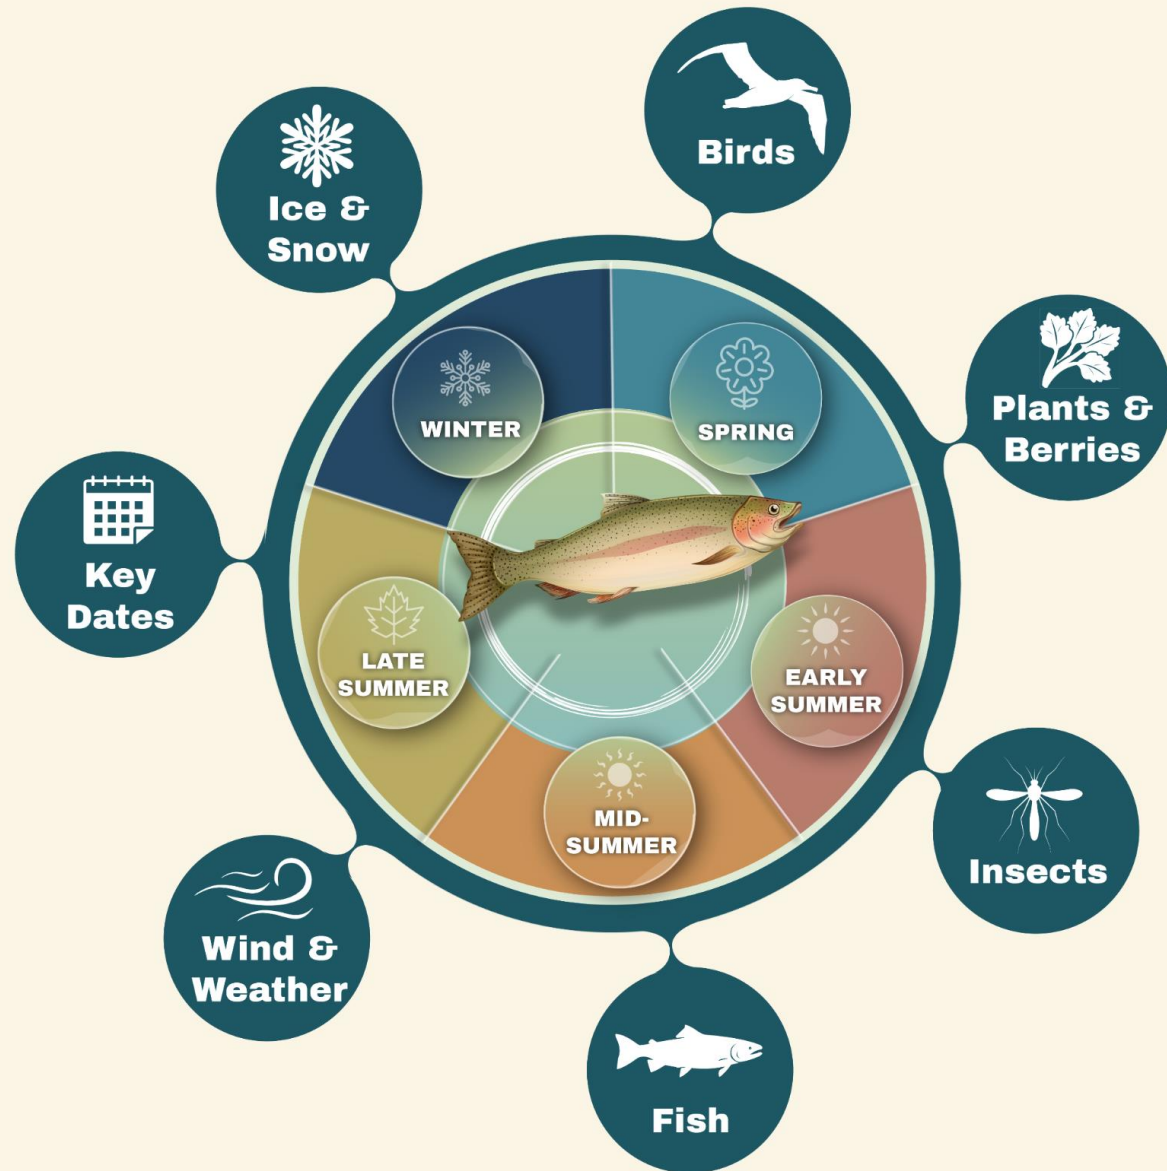 Birds
Ice &
Snow
Plants &
Berries
WINTER
SPRING
Key
Dates
LATE
SUMMER
EARLY
SUMMER
MID-
SUMMER
Insects
Wind &
Weather
Fish